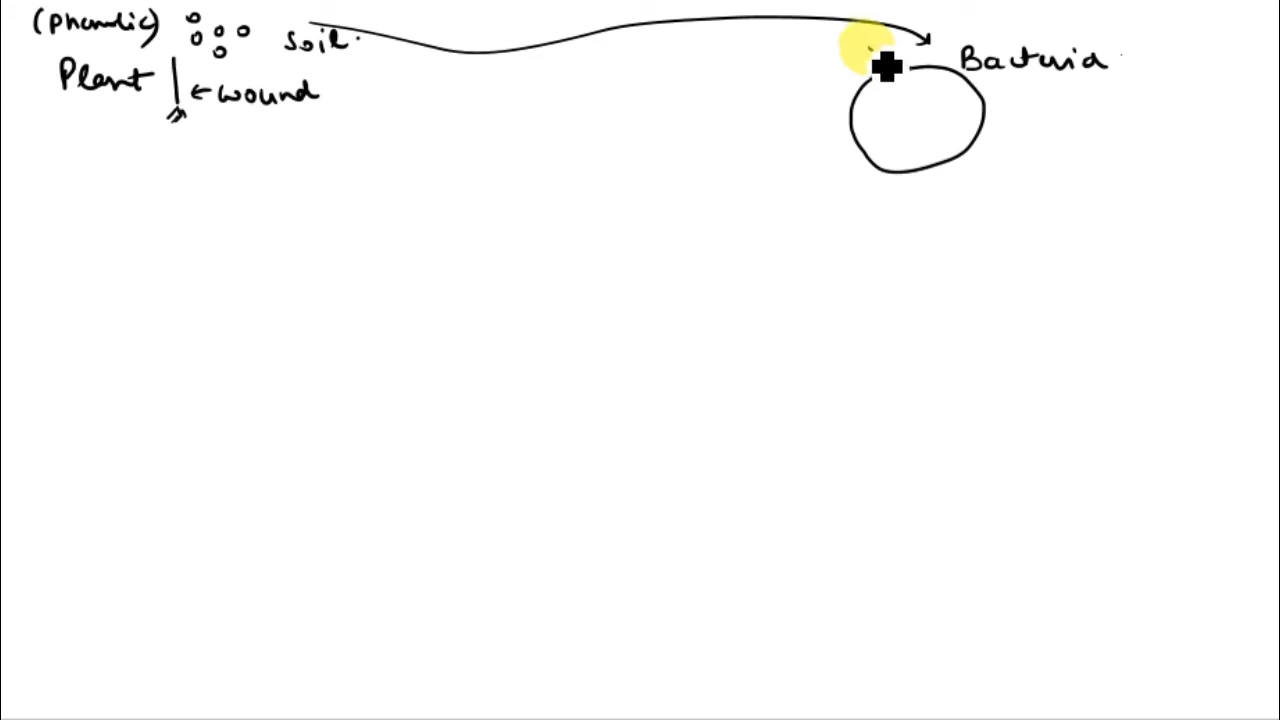 (Phenolic)
soil.
Plant
← wound
Bacteria